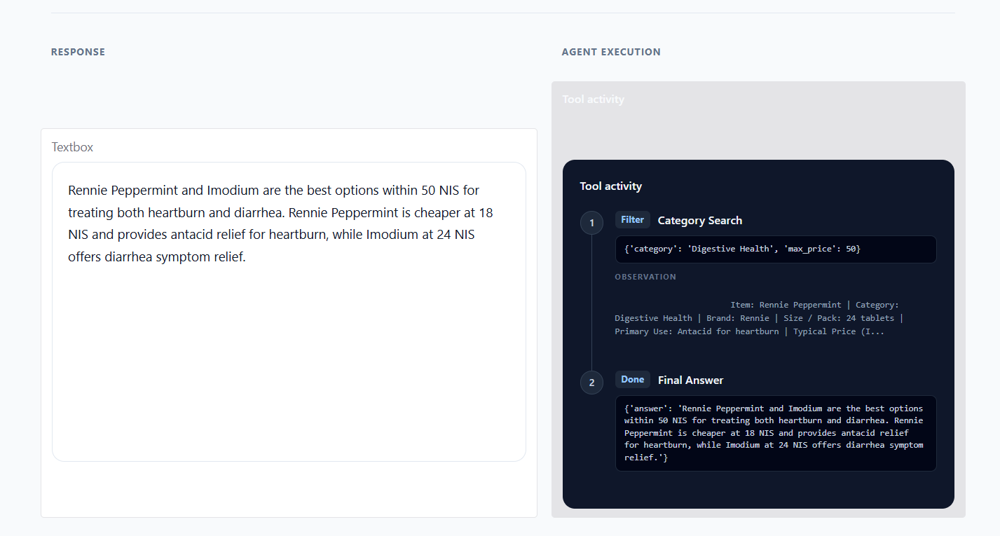 RESPONSE
AGENT EXECUTION
Textbox
Rennie Peppermint and Imodium are the best options within 50 NIS for
treating both heartburn and diarrhea. Rennie Peppermint is cheaper at 18
NIS and provides antacid relief for heartburn, while Imodium at 24 NIS
offers diarrhea symptom relief.
Tool activity
Tool activity
1
Filter Category Search
{'category': 'Digestive Health', 'max_price': 50}
OBSERVATION
Item: Rennie Peppermint | Category:
Digestive Health | Brand: Rennie | Size / Pack: 24 tablets |
Primary Use: Antacid for heartburn | Typical Price (I...
2
Done Final Answer
{'answer': 'Rennie Peppermint and Imodium are the best options
within 50 NIS for treating both heartburn and diarrhea. Rennie
Peppermint is cheaper at 18 NIS and provides antacid relief
for heartburn, while Imodium at 24 NIS offers diarrhea symptom
relief.'}